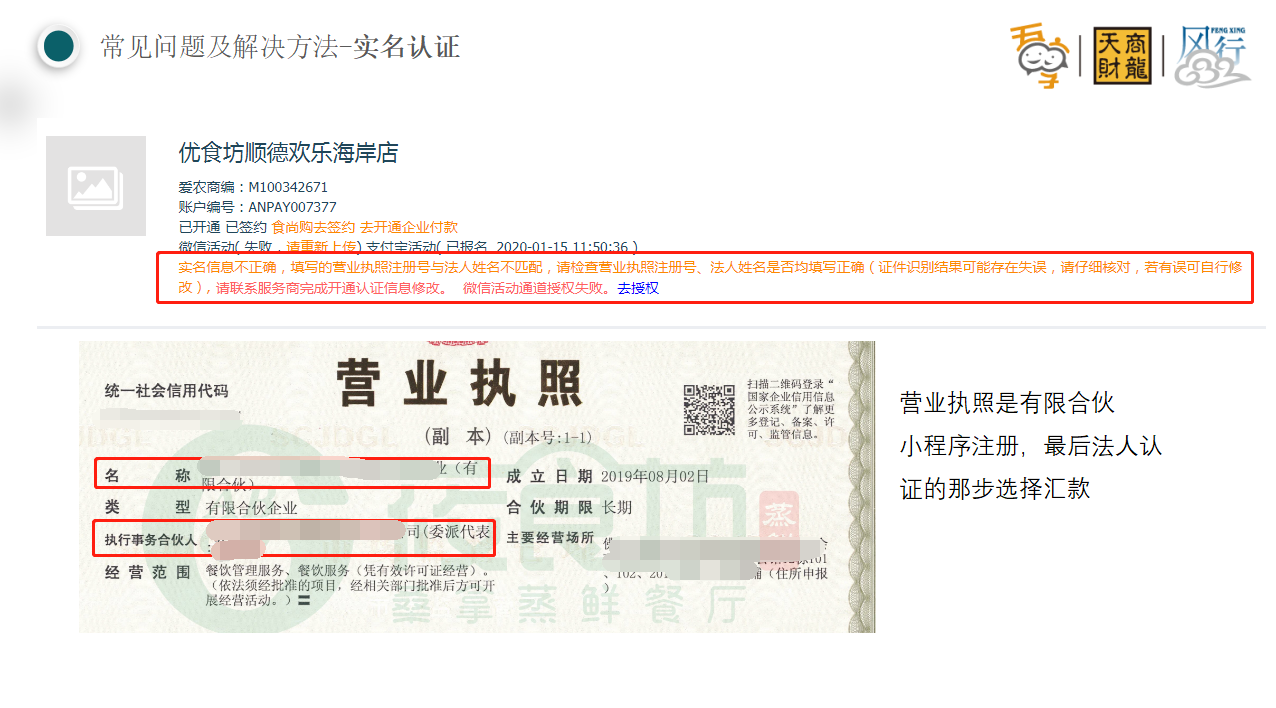 常见问题及解决方法-实名认证
吾享
天商
财龍
FENG XING
风行
优食坊顺德欢乐海岸店
爱农商编：M100342671
账户编号：ANPAY007377
已开通 已签约 食尚购去签约 去开通企业付款
微信活动( 失败，请重新上传) 支付宝活动( 已报名 2020-01-15 11:50:36 )
实名信息不正确，填写的营业执照注册号与法人姓名不匹配，请检查营业执照注册号、法人姓名是否均填写正确（证件识别结果可能存在失误，请仔细核对，若有误可自行修
改），请联系服务商完成开通认证信息修改。 微信活动通道授权失败。去授权
统一社会信用代码
营业执照
(副 本) (副本号:1-1)
扫描二维码登录“
国家企业信用信息
公示系统”了解更
多登记、备案、许
可、监管信息。
名 称 业（有
限合伙）
类 型 有限合伙企业
执行事务合伙人 司(委派代表
:
经营范围 餐饮管理服务、餐饮服务（凭有效许可证经营）。
（依法须经批准的项目，经相关部门批准后方可开
展经营活动。）〓
成立日期 2019年08月02日
合伙期限 长期
主要经营场所 佛
101
、102、201 铺（住所申报
）
食坊
蒸鲜
桑拿蒸鲜餐厅
营业执照是有限合伙
小程序注册，最后法人认
证的那步选择汇款